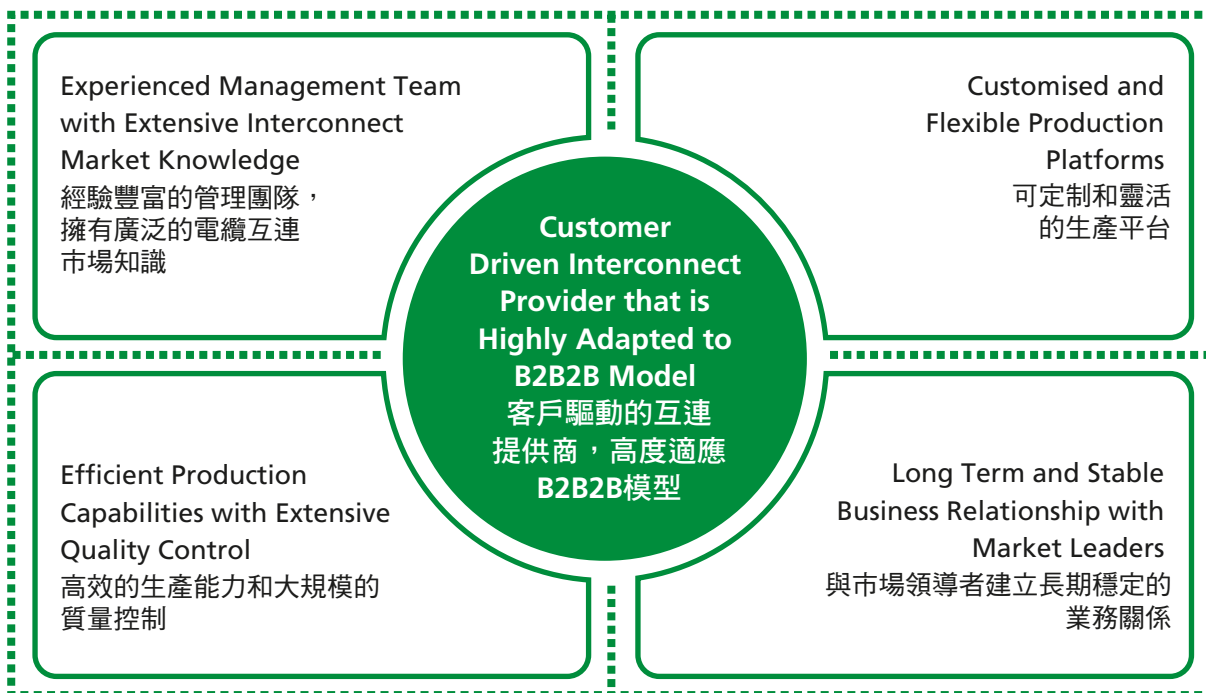 Experienced Management Team
with Extensive Interconnect
Market Knowledge
經驗豐富的管理團隊，
擁有廣泛的電纜互連
市場知識
Customised and
Flexible Production
Platforms
可定制和靈活
的生產平台
Customer
Driven Interconnect
Provider that is
Highly Adapted to
B2B2B Model
客戶驅動的互連
提供商，高度適應
B2B2B模型
Efficient Production
Capabilities with Extensive
Quality Control
高效的生產能力和大規模的
質量控制
Long Term and Stable
Business Relationship with
Market Leaders
與市場領導者建立長期穩定的
業務關係